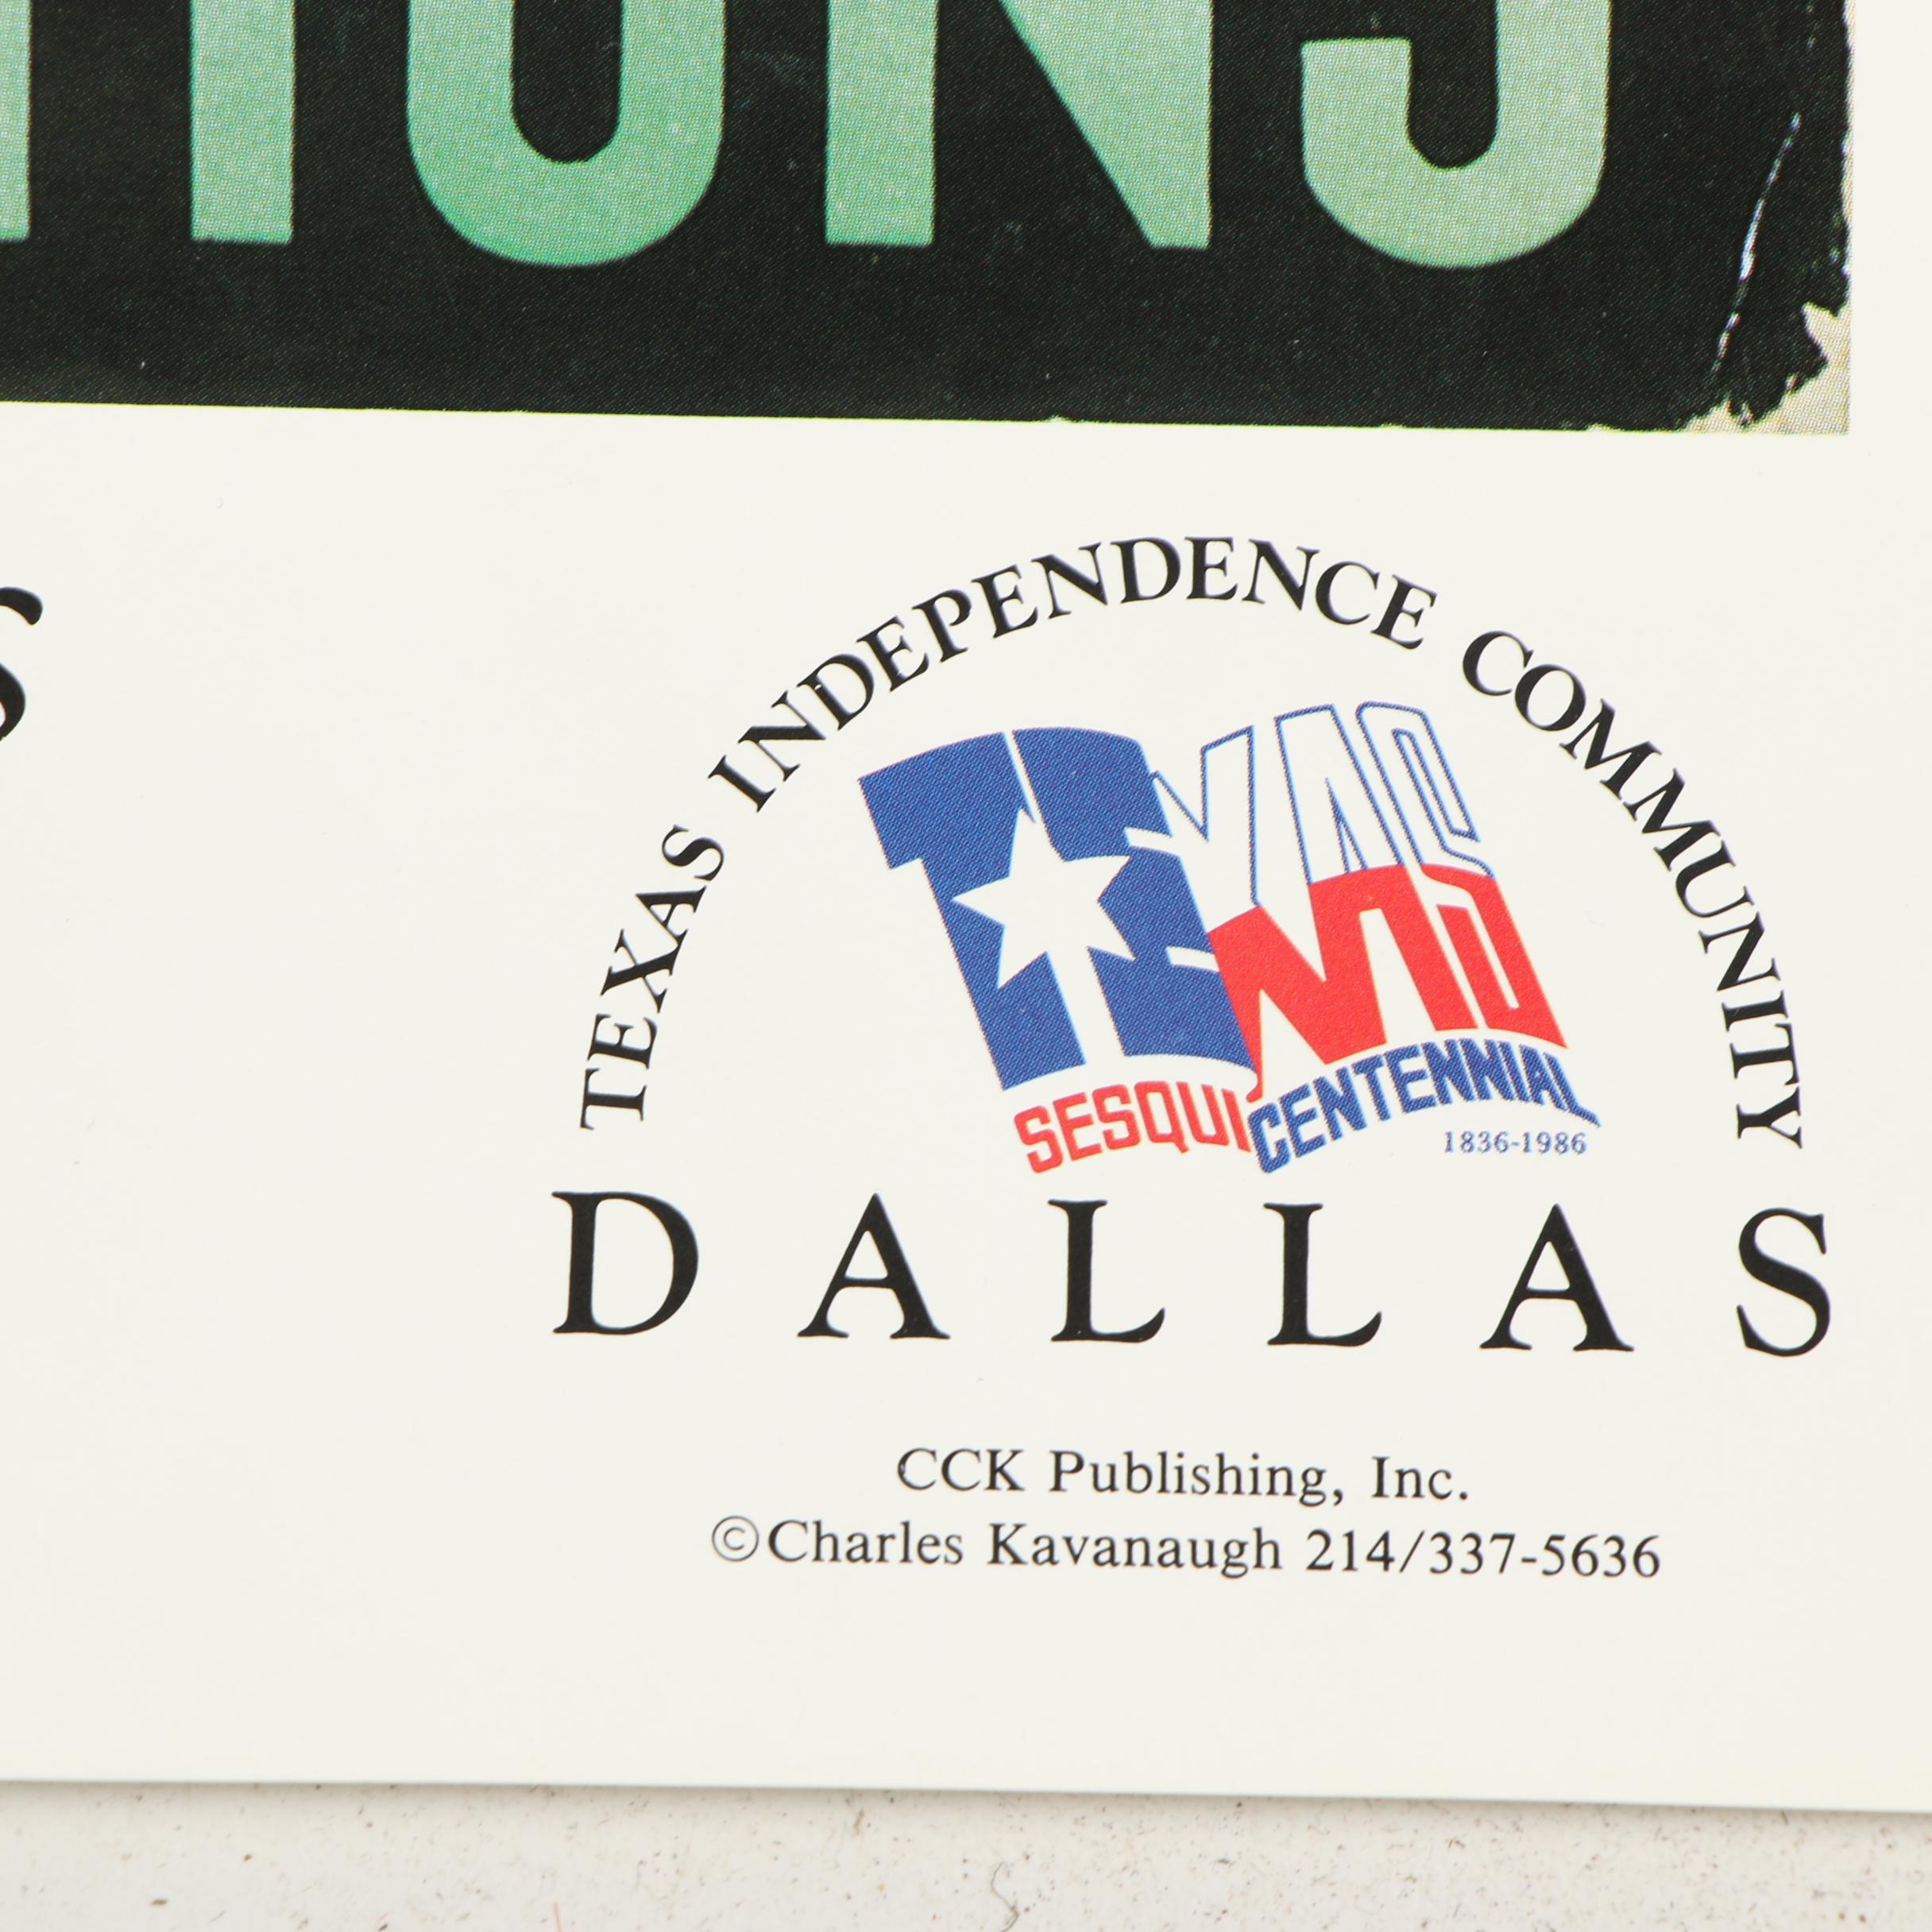 IONS
S
TEXAS INDEPENDENCE COMMUNITY
TEXAS
SESQUICENTENNIAL
1836-1986
DALLAS
CCK Publishing, Inc.
©Charles Kavanaugh 214/337-5636